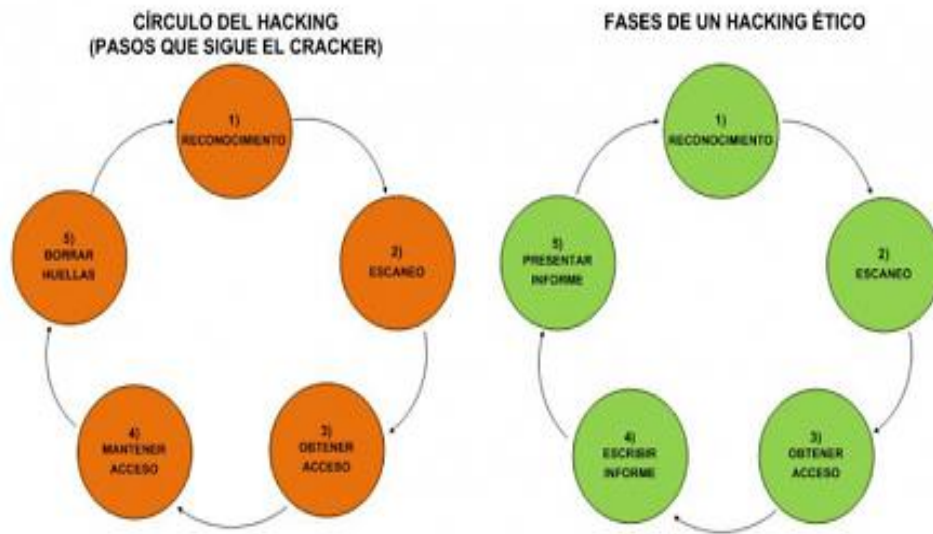 CÍRCULO DEL HACKING
(PASOS QUE SIGUE EL CRACKER)
1)
RECONOCIMIENTO
2)
ESCANEO
3)
OBTENER
ACCESO
4)
MANTENER
ACCESO
5)
BORRAR
HUELLAS
FASES DE UN HACKING ÉTICO
1)
RECONOCIMIENTO
2)
ESCANEO
3)
OBTENER
ACCESO
4)
ESCRIBIR
INFORME
5)
PRESENTAR
INFORME